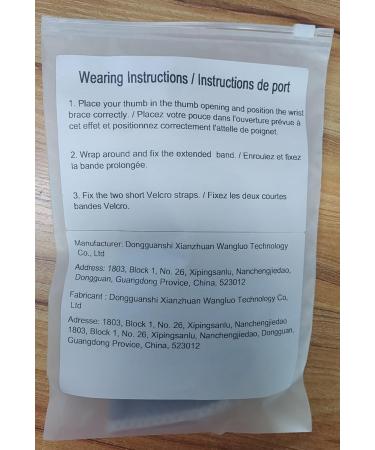 Wearing Instructions / Instructions de port
1. Place your thumb in the thumb opening and position the wrist
brace correctly. / Placez votre pouce dans l'ouverture prévue à
cet effet et positionnez correctement l'attelle de poignet.
2. Wrap around and fix the extended band. / Enroulez et fixez
la bande prolongée.
3. Fix the two short Velcro straps. / Fixez les deux courtes
bandes Velcro.
Manufacturer: Dongguanshi Xianzhuan Wangluo Technology
Co., Ltd
Address: 1803, Block 1, No. 26, Xipingsanlu, Nanchengjiedao,
Dongguan, Guangdong Province, China, 523012
Fabricant : Dongguanshi Xianzhuan Wangluo Technology Co,
Ltd
Adresse: 1803, Block 1, No. 26, Xipingsanlu, Nanchengjiedao
1803, Block 1, No. 26, Xipingsanlu, Nanchengjiedao, Dongguan,
Guangdong Provice, China, 523012